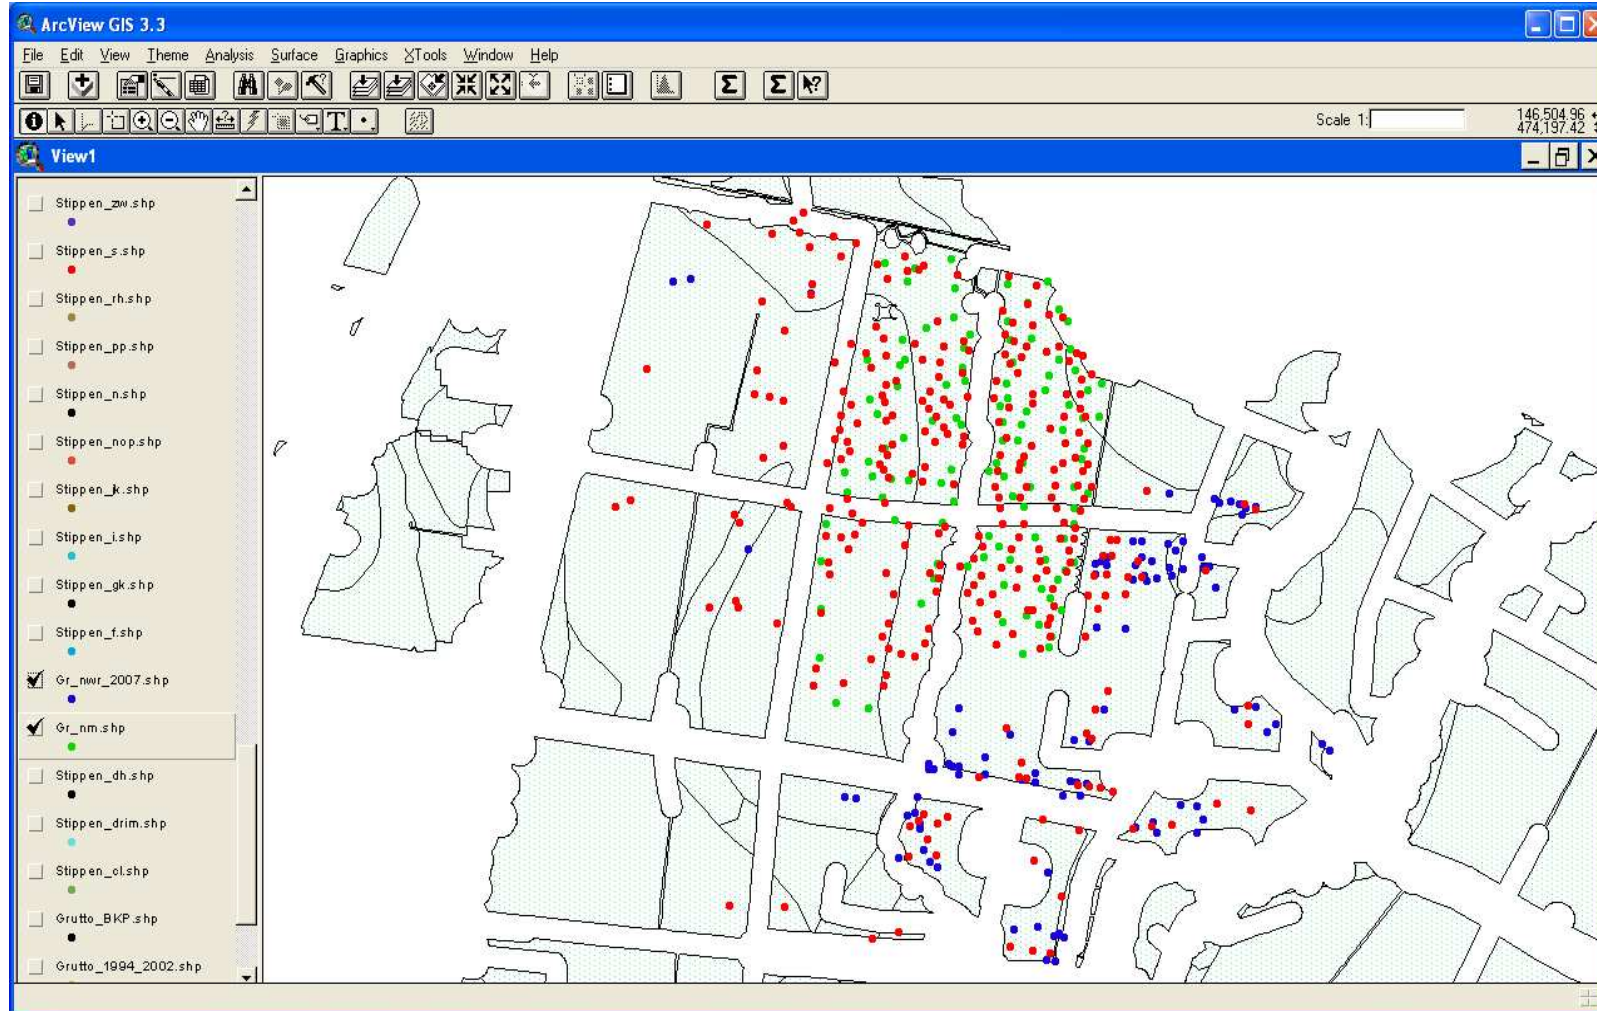 ArcView GIS 3.3
File Edit View Theme Analysis Surface Graphics XTools Window Help
Scale 1:
146,504.96
474,197.42
View1
Stippen_zw.shp
Stippen_s.shp
Stippen_rh.shp
Stippen_pp.shp
Stippen_n.shp
Stippen_nop.shp
Stippen_jk.shp
Stippen_i.shp
Stippen_gk.shp
Stippen_f.shp
Gr_nwr_2007.shp
Gr_nm.shp
Stippen_dh.shp
Stippen_drim.shp
Stippen_cl.shp
Grutto_BKP.shp
Grutto_1994_2002.shp